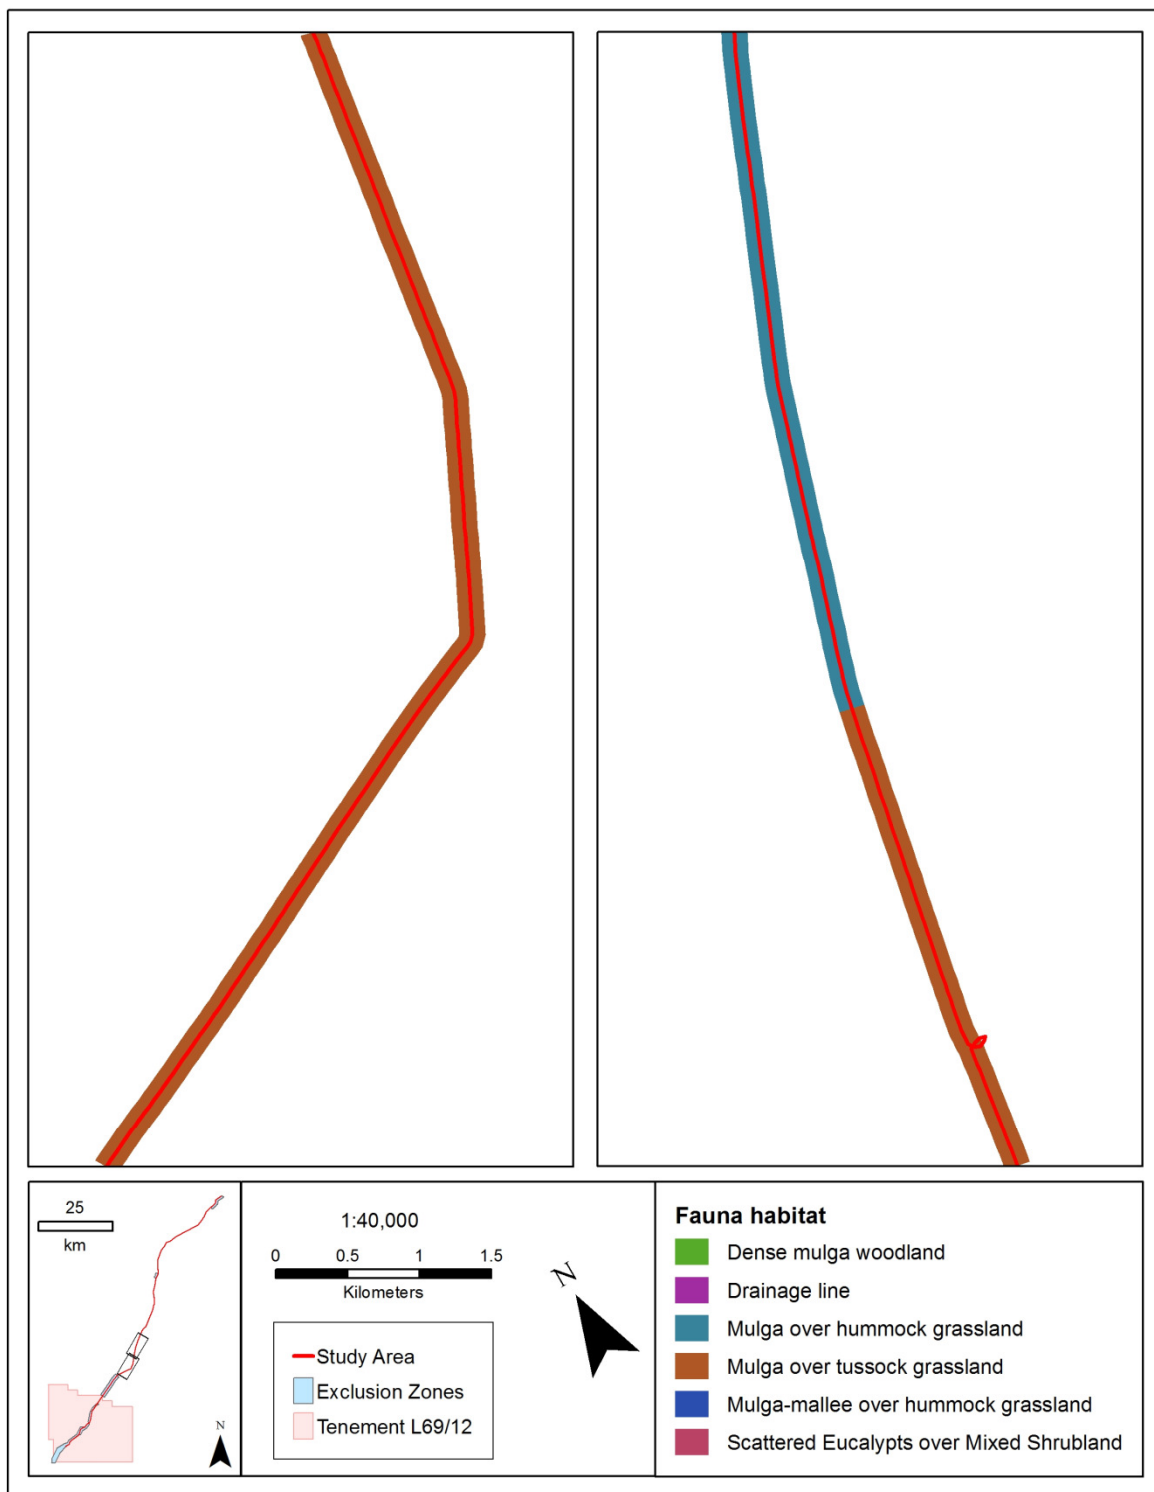 25
km
N
1:40,000
0 0.5 1 1.5
Kilometers
N
Study Area
Exclusion Zones
Tenement L69/12
Fauna habitat
Dense mulga woodland
Drainage line
Mulga over hummock grassland
Mulga over tussock grassland
Mulga-mallee over hummock grassland
Scattered Eucalypts over Mixed Shrubland